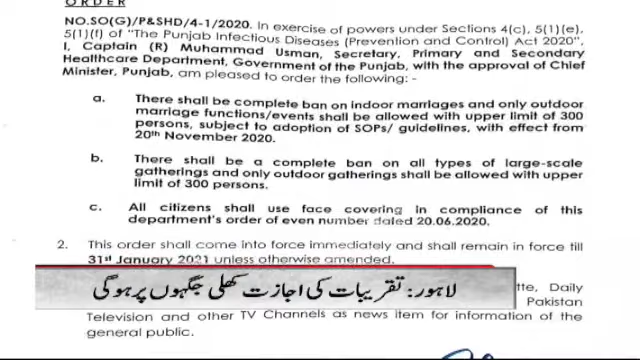 ORDER
NO.SO(G)/P&SHD/4-1/2020. In exercise of powers under Sections 4(c), 5(1)(e),
5(1)(f) of "The Punjab Infectious Diseases (Prevention and Control) Act 2020",
I, Captain (R) Muhammad Usman, Secretary, Primary and Secondary
Healthcare Department, Government of the Punjab, with the approval of Chief
Minister, Punjab, am pleased to order the following: -
a. There shall be complete ban on indoor marriages and only outdoor
marriage functions/events shall be allowed with upper limit of 300
persons, subject to adoption of SOPs/ guidelines, with effect from
20th November 2020.
b. There shall be a complete ban on all types of large-scale
gatherings and only outdoor gatherings shall be allowed with upper
limit of 300 persons.
c. All citizens shall use face covering in compliance of this
department's order of even number dated 20.06.2020.
2. This order shall come into force immediately and shall remain in force till
31st January 2021 unless otherwise amended.
لاہور: تقریبات کی اجازت کھلی جگہوں پر ہوگی
Daily
Pakistan
Television and other TV Channels as news item for information of the
general public.